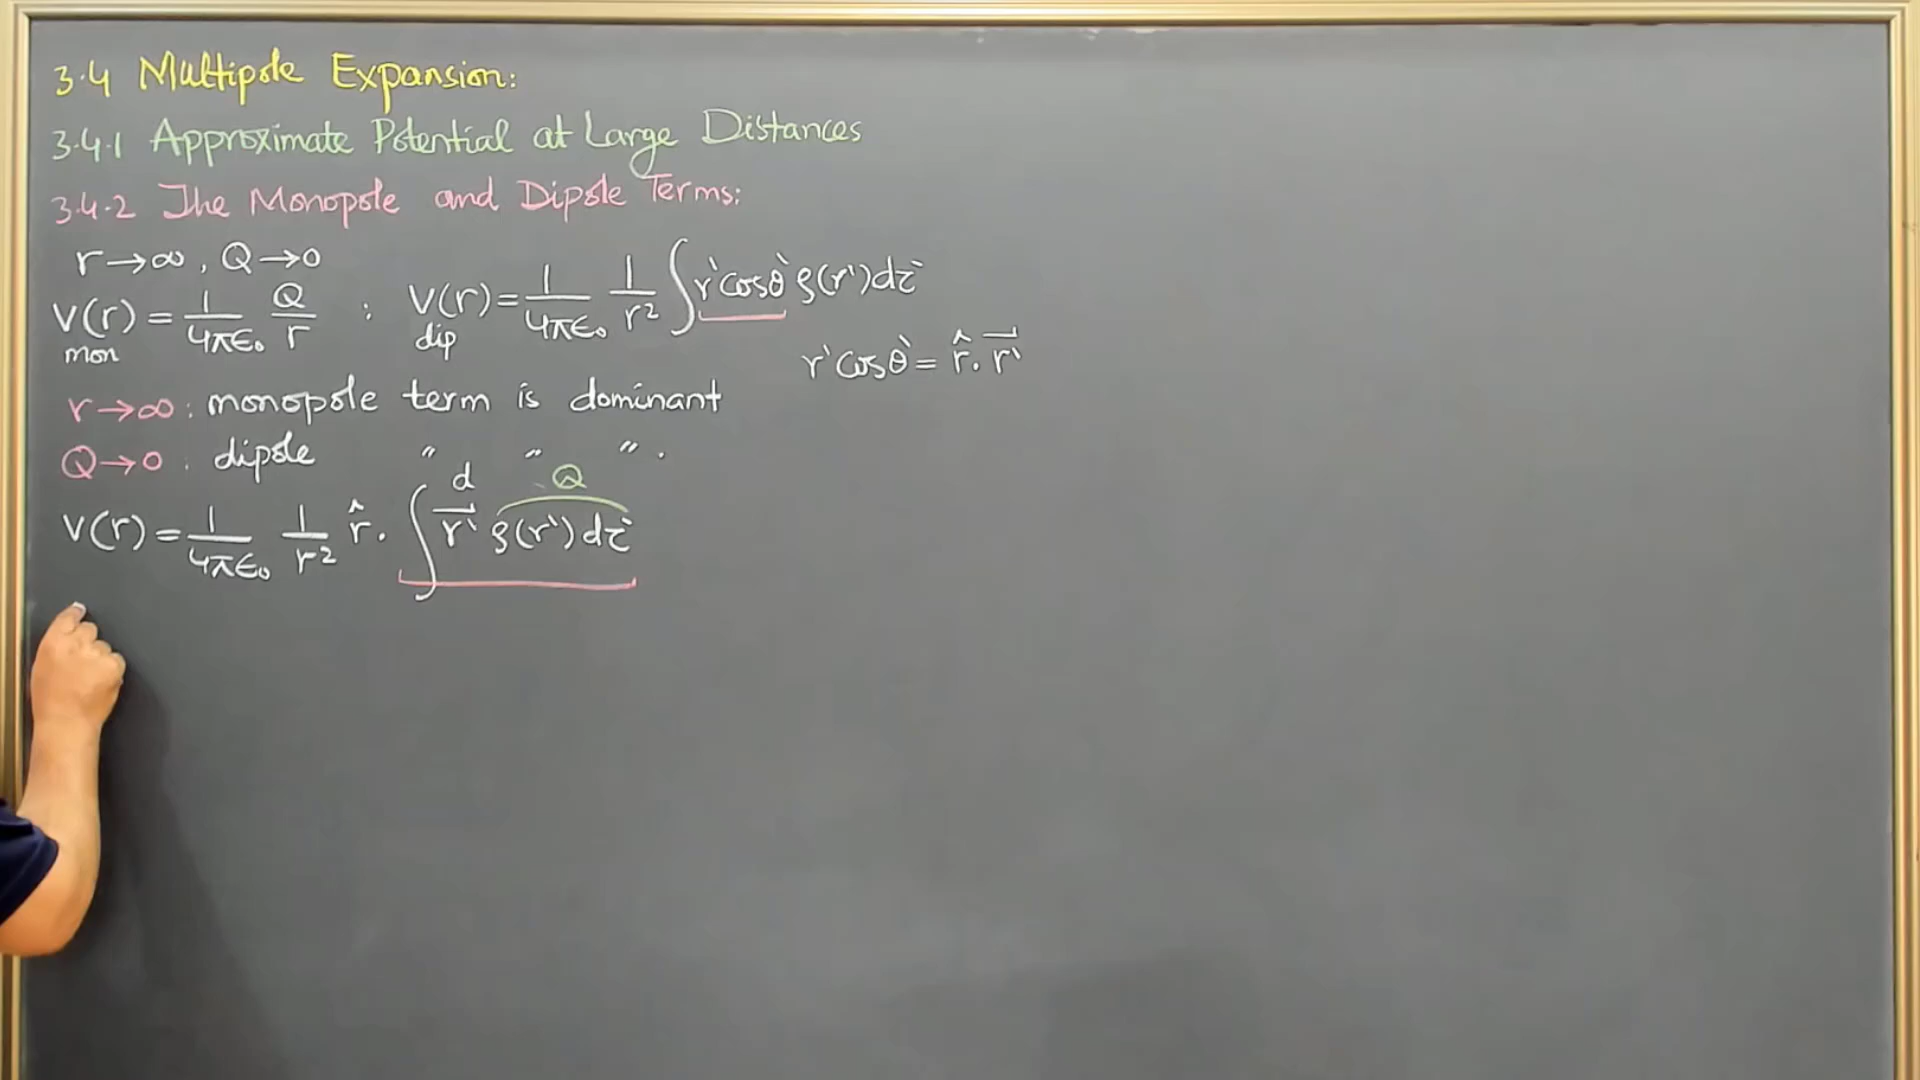 3.4 Multipole Expansion:
3.4.1 Approximate Potential at Large Distances
3.4.2 The Monopole and Dipole Terms:
r→∞, Q→0
V(r) = 1/4πϵ₀ Q/r : V(r) = 1/4πϵ₀ 1/r² ∫r'cosθ' ρ(r')dτ'
mon dip
r'cosθ' = r̂.r⃗'
r→∞ : monopole term is dominant
Q→0 : dipole " " " .
d Q
V(r) = 1/4πϵ₀ 1/r² r̂. ∫r⃗' ρ(r')dτ'